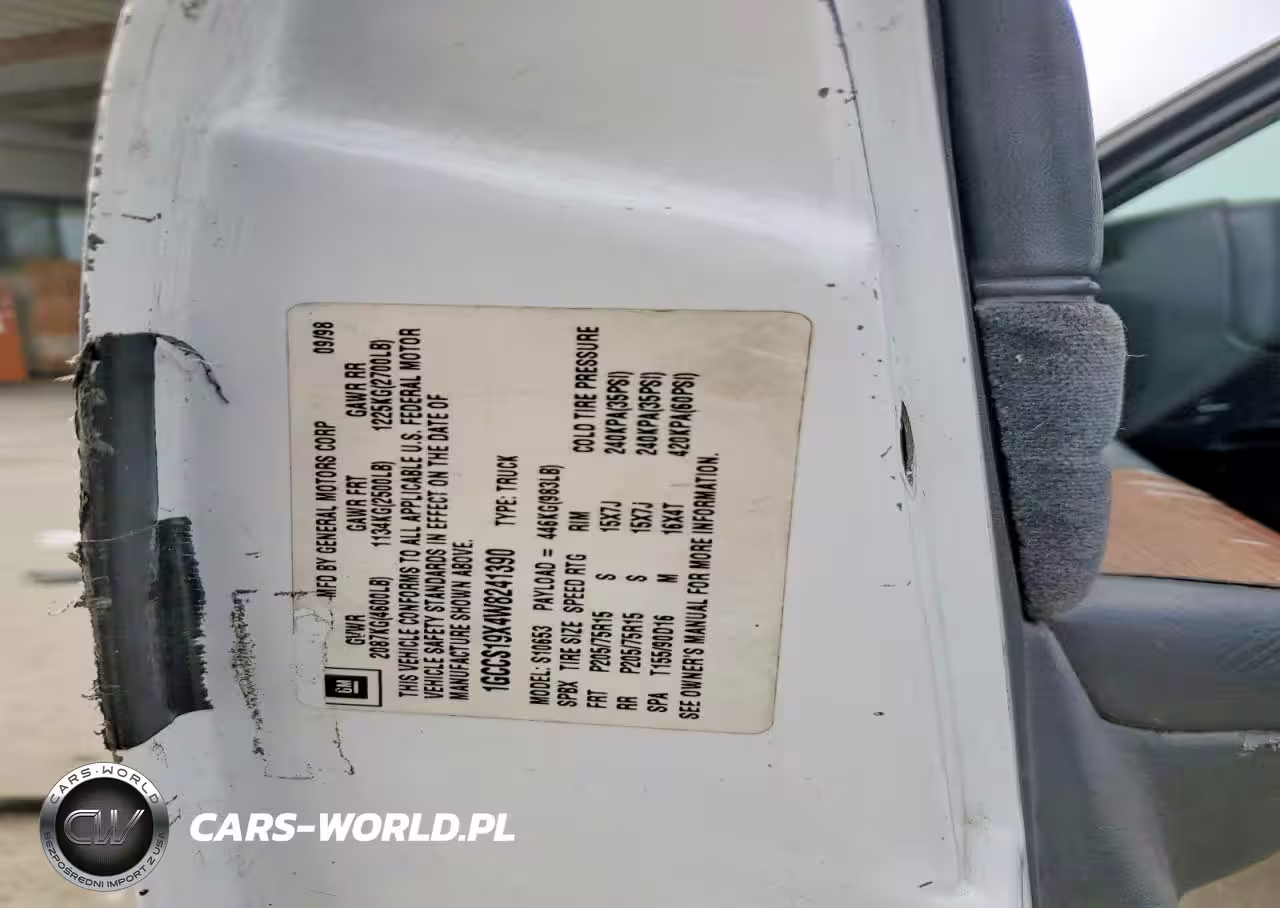 MFD BY GENERAL MOTORS CORP 09/98
GVWR GAWR FRT GAWR RR
2087KG(4600LB) 1134KG(2500LB) 1225KG(2700LB)
GM
THIS VEHICLE CONFORMS TO ALL APPLICABLE U.S. FEDERAL MOTOR
VEHICLE SAFETY STANDARDS IN EFFECT ON THE DATE OF
MANUFACTURE SHOWN ABOVE.
1GCCS19X4W8241390 TYPE: TRUCK
MODEL: S10653 PAYLOAD = 446KG(983LB)
SPBX TIRE SIZE SPEED RTG RIM COLD TIRE PRESSURE
FRT P205/75R15 S 15X7J 240KPA(35PSI)
RR P205/75R15 S 15X7J 240KPA(35PSI)
SPA T155/90D16 M 16X4T 420KPA(60PSI)
SEE OWNER'S MANUAL FOR MORE INFORMATION.
CARS-WORLD
CW
BEZPOŚREDNI IMPORT Z USA
CARS-WORLD.PL